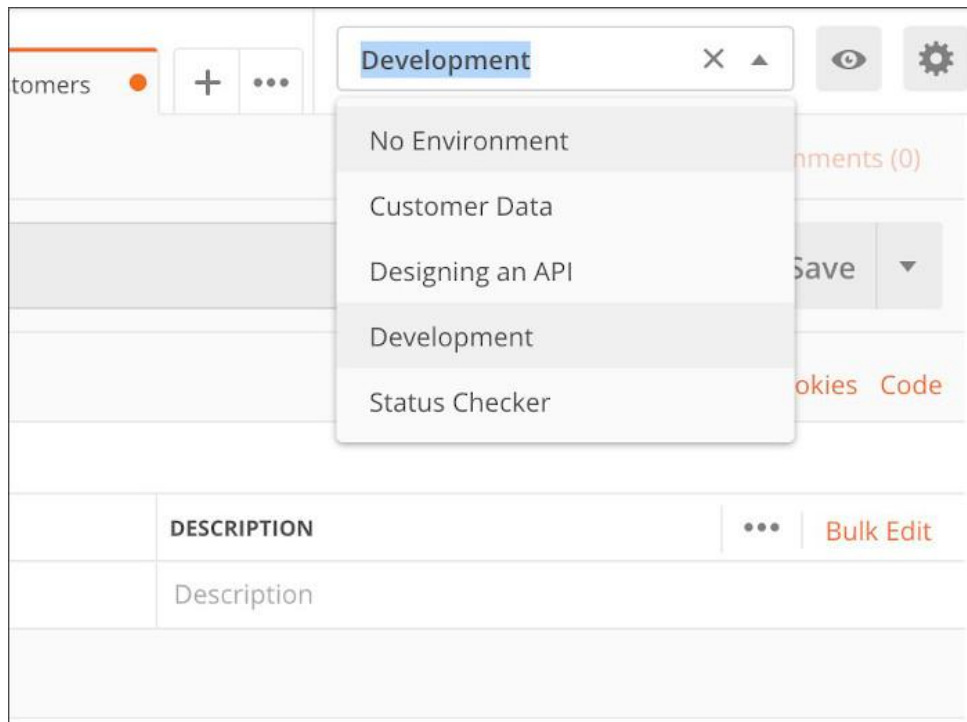 Development
tomers
No Environment
mments (0)
Customer Data
Designing an API
Save
Development
okies Code
Status Checker
DESCRIPTION
Bulk Edit
Description